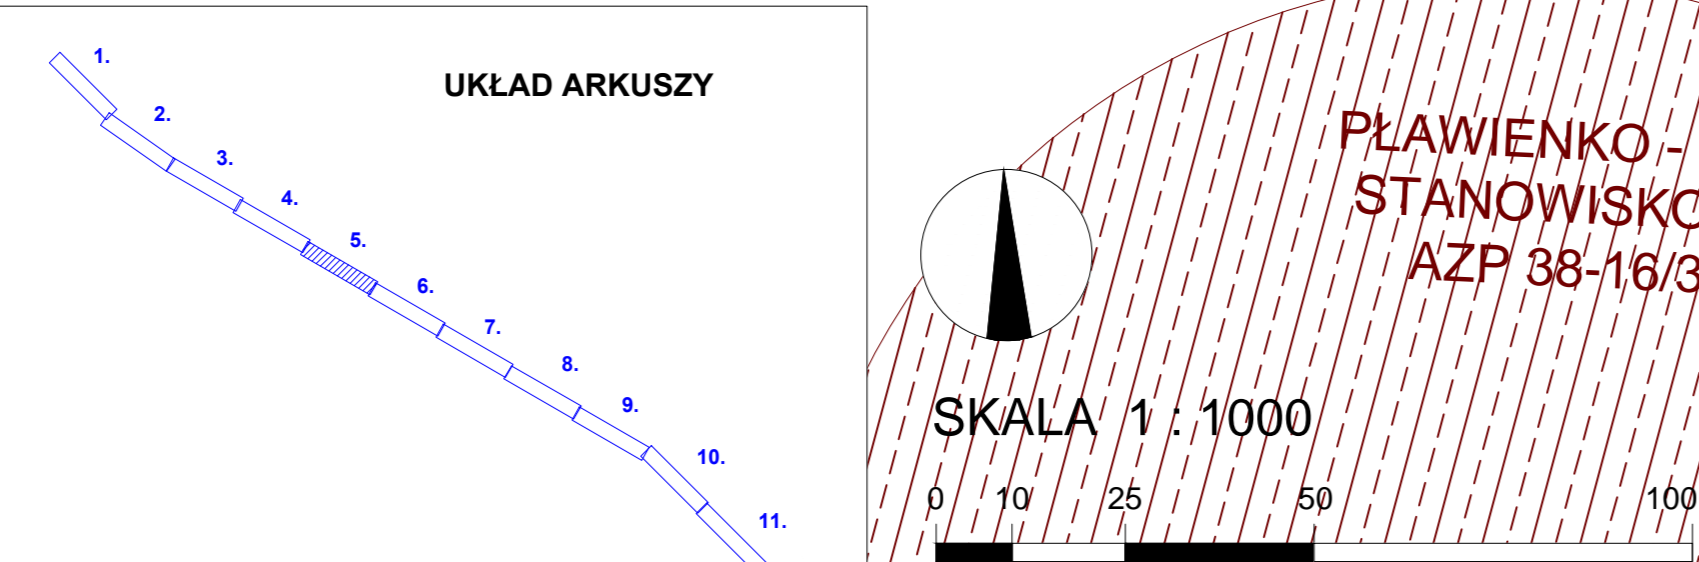 UKŁAD ARKUSZY
1.
2.
3.
4.
5.
6.
7.
8.
9.
10.
11.
PŁAWIENKO -
STANOWISKO
AZP 38-16/3
SKALA 1 : 1000
0 10 25 50 100